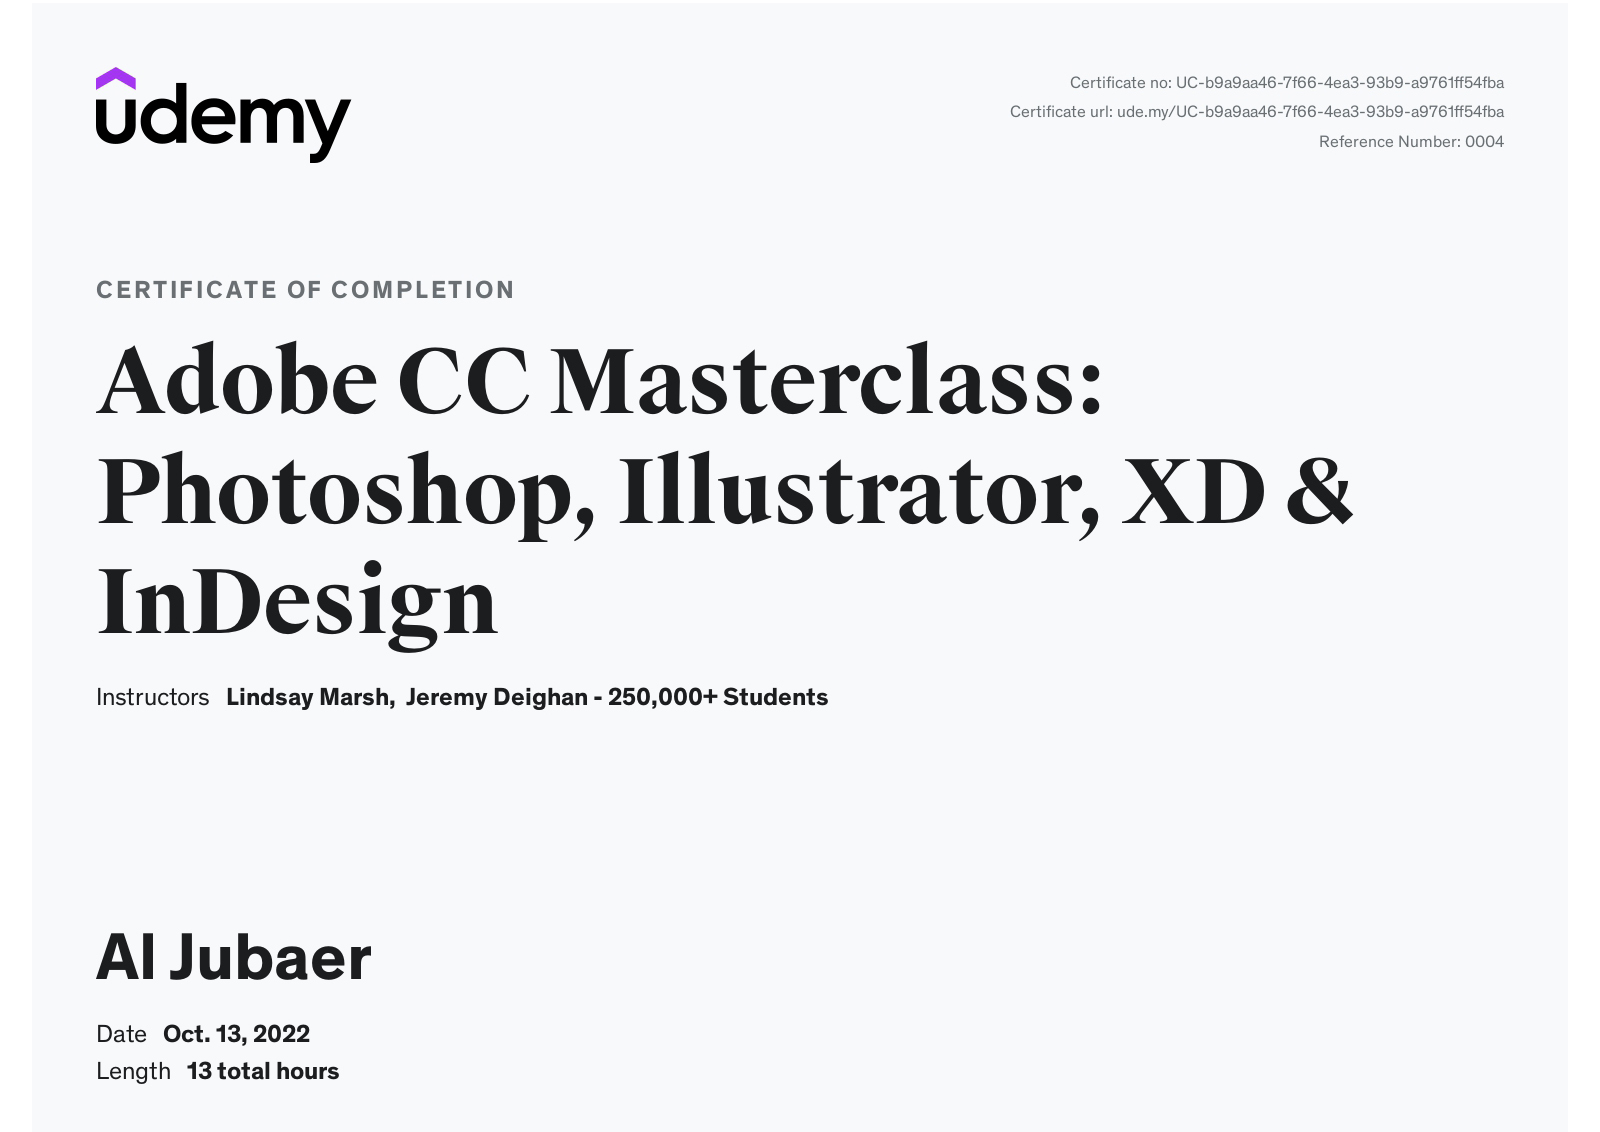 udemy
Certificate no: UC-b9a9aa46-7f66-4ea3-93b9-a9761ff54fba
Certificate url: ude.my/UC-b9a9aa46-7f66-4ea3-93b9-a9761ff54fba
Reference Number: 0004
CERTIFICATE OF COMPLETION
Adobe CC Masterclass:
Photoshop, Illustrator, XD &
InDesign
Instructors Lindsay Marsh, Jeremy Deighan - 250,000+ Students
Al Jubaer
Date Oct. 13, 2022
Length 13 total hours